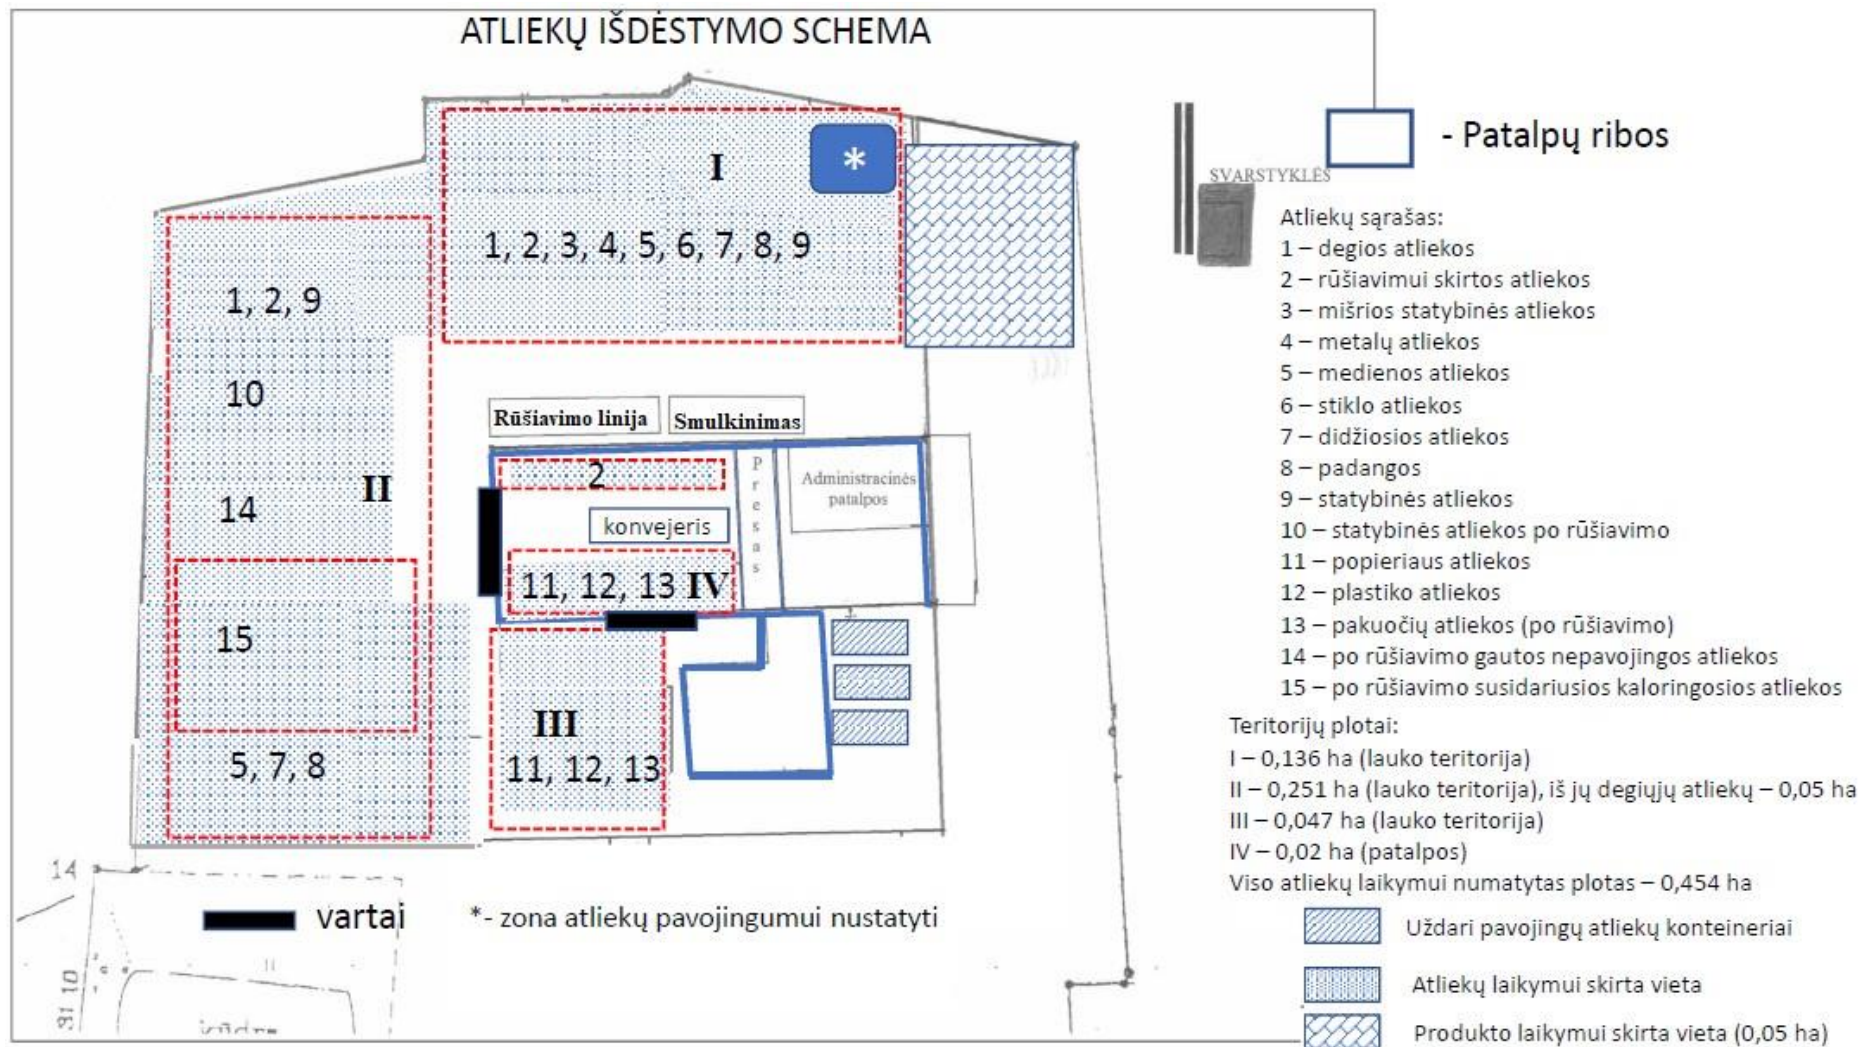 ATLIEKŲ IŠDĖSTYMO SCHEMA
I
*
1, 2, 3, 4, 5, 6, 7, 8, 9
1, 2, 9
10
14
II
15
5, 7, 8
Rūšiavimo linija
Smulkinimas
2
konvejeris
11, 12, 13 IV
Presas
Administracinės
patalpos
III
11, 12, 13
14
31 10
vartai
*- zona atliekų pavojingumui nustatyti
kūdra
- Patalpų ribos
SVARSTYKLĖS
Atliekų sąrašas:
1 – degios atliekos
2 – rūšiavimui skirtos atliekos
3 – mišrios statybinės atliekos
4 – metalų atliekos
5 – medienos atliekos
6 – stiklo atliekos
7 – didžiosios atliekos
8 – padangos
9 – statybinės atliekos
10 – statybinės atliekos po rūšiavimo
11 – popieriaus atliekos
12 – plastiko atliekos
13 – pakuočių atliekos (po rūšiavimo)
14 – po rūšiavimo gautos nepavojingos atliekos
15 – po rūšiavimo susidariusios kaloringosios atliekos
Teritorijų plotai:
I – 0,136 ha (lauko teritorija)
II – 0,251 ha (lauko teritorija), iš jų degiųjų atliekų – 0,05 ha
III – 0,047 ha (lauko teritorija)
IV – 0,02 ha (patalpos)
Viso atliekų laikymui numatytas plotas – 0,454 ha
Uždari pavojingų atliekų konteineriai
Atliekų laikymui skirta vieta
Produkto laikymui skirta vieta (0,05 ha)